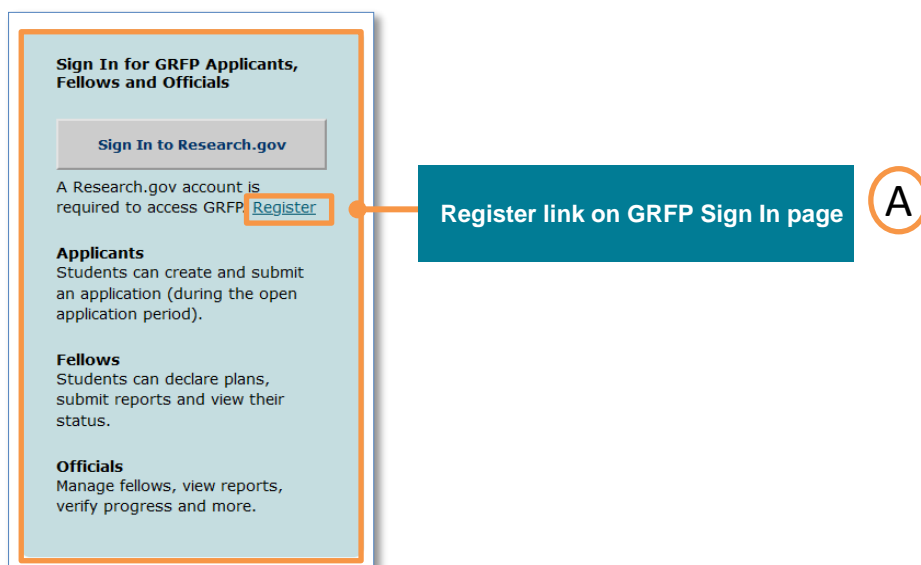 Sign In for GRFP Applicants,
Fellows and Officials
Sign In to Research.gov
A Research.gov account is
required to access GRFP. Register
Register link on GRFP Sign In page
A
Applicants
Students can create and submit
an application (during the open
application period).
Fellows
Students can declare plans,
submit reports and view their
status.
Officials
Manage fellows, view reports,
verify progress and more.